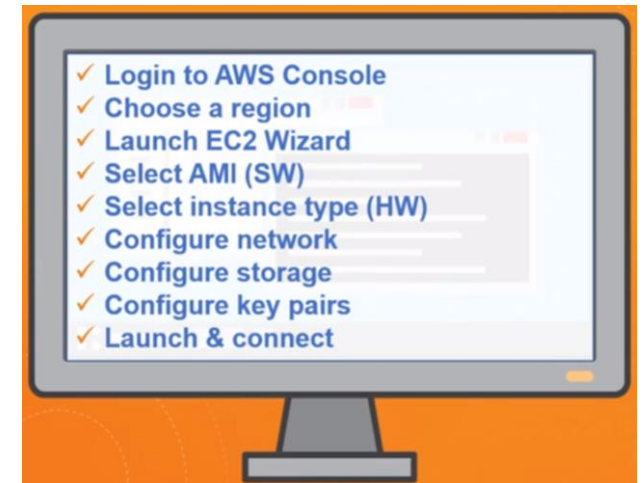 ✓ Login to AWS Console
✓ Choose a region
✓ Launch EC2 Wizard
✓ Select AMI (SW)
✓ Select instance type (HW)
✓ Configure network
✓ Configure storage
✓ Configure key pairs
✓ Launch & connect